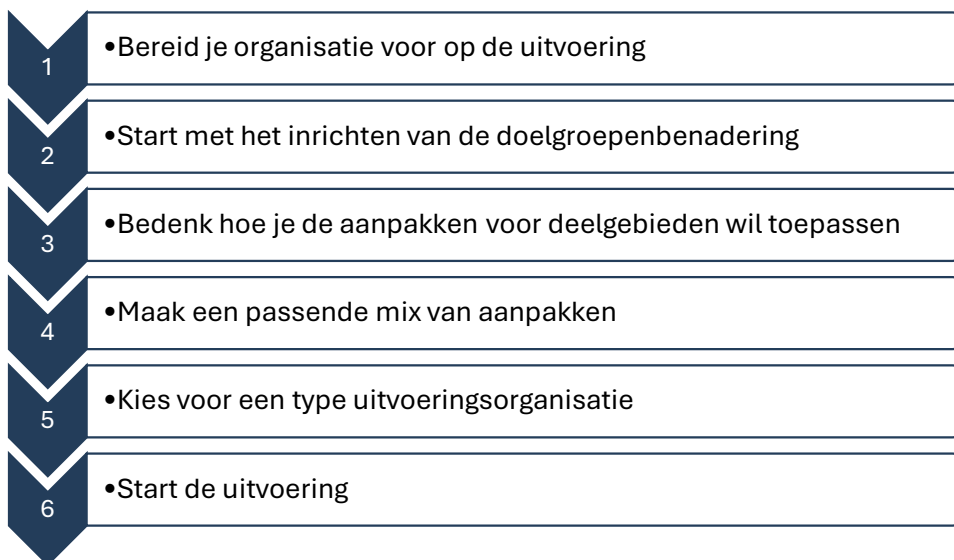 1
•Bereid je organisatie voor op de uitvoering
2
•Start met het inrichten van de doelgroepenbenadering
3
•Bedenk hoe je de aanpakken voor deelgebieden wil toepassen
4
•Maak een passende mix van aanpakken
5
•Kies voor een type uitvoeringsorganisatie
6
•Start de uitvoering